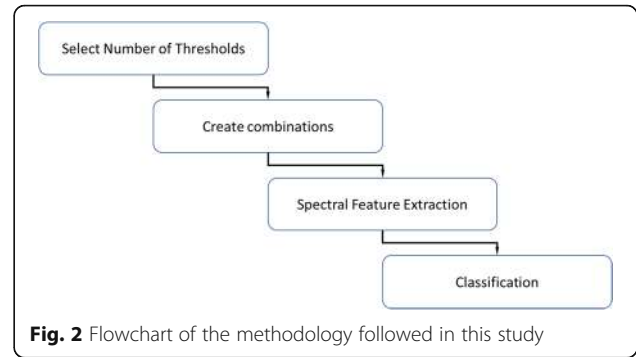 Select Number of Thresholds
Create combinations
Spectral Feature Extraction
Classification
Fig. 2 Flowchart of the methodology followed in this study